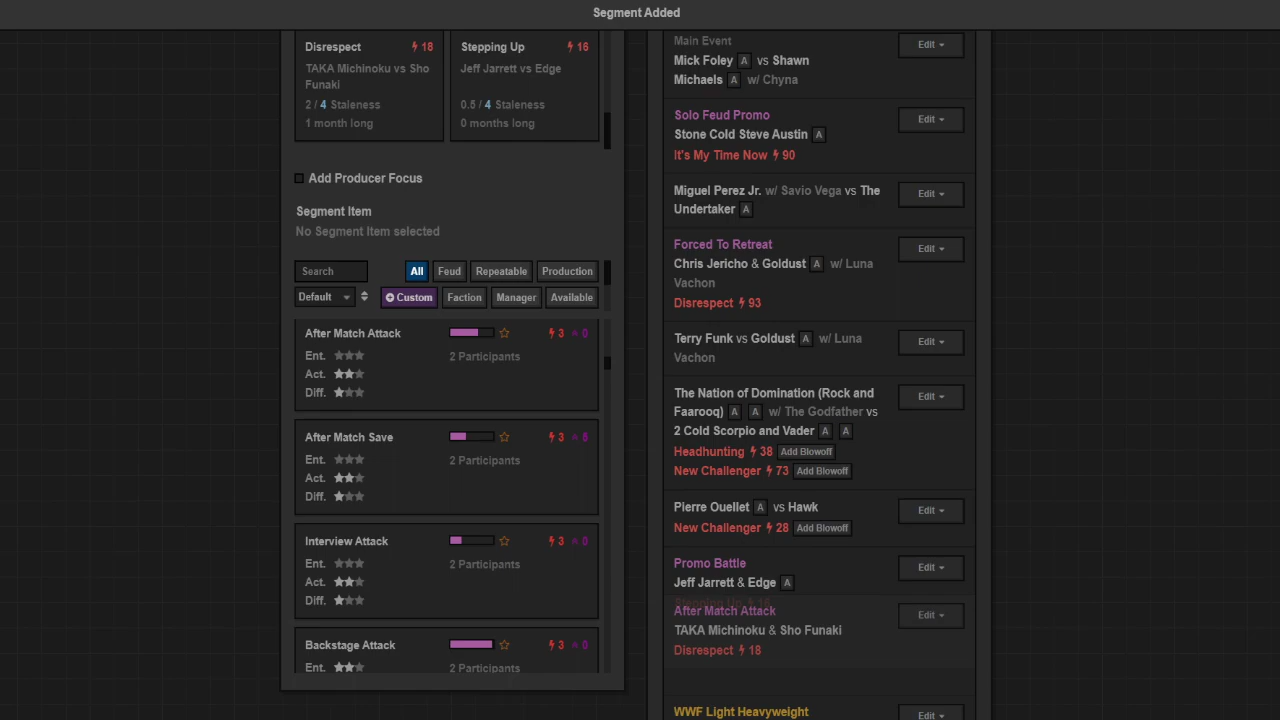 Segment Added
Disrespect 18
TAKA Michinoku vs Sho
Funaki
2 / 4 Staleness
1 month long
Stepping Up 16
Jeff Jarrett vs Edge
0.5 / 4 Staleness
0 months long
Add Producer Focus
Segment Item
No Segment Item selected
Search All Feud Repeatable Production
Default Custom Faction Manager Available
After Match Attack 3 0
Ent. 2 Participants
Act.
Diff.
After Match Save 3 5
Ent. 2 Participants
Act.
Diff.
Interview Attack 3 0
Ent. 2 Participants
Act.
Diff.
Backstage Attack 3 0
Ent. 2 Participants
Main Event Edit
Mick Foley A vs Shawn
Michaels A w/ Chyna
Solo Feud Promo Edit
Stone Cold Steve Austin A
It's My Time Now 90
Miguel Perez Jr. w/ Savio Vega vs The Edit
Undertaker A
Forced To Retreat Edit
Chris Jericho & Goldust A w/ Luna
Vachon
Disrespect 93
Terry Funk vs Goldust A w/ Luna Edit
Vachon
The Nation of Domination (Rock and Edit
Faarooq) A A w/ The Godfather vs
2 Cold Scorpio and Vader A A
Headhunting 38 Add Blowoff
New Challenger 73 Add Blowoff
Pierre Ouellet A vs Hawk Edit
New Challenger 28 Add Blowoff
Promo Battle Edit
Jeff Jarrett & Edge A
Stepping Up 16
After Match Attack Edit
TAKA Michinoku & Sho Funaki
Disrespect 18
WWF Light Heavyweight Edit